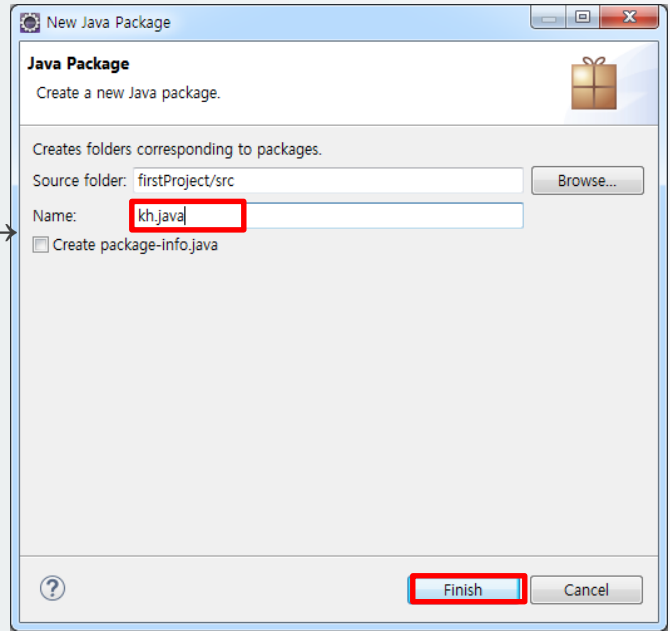 New Java Package
Java Package
Create a new Java package.
Creates folders corresponding to packages.
Source folder: firstProject/src Browse...
Name: kh.java
Create package-info.java
Finish Cancel